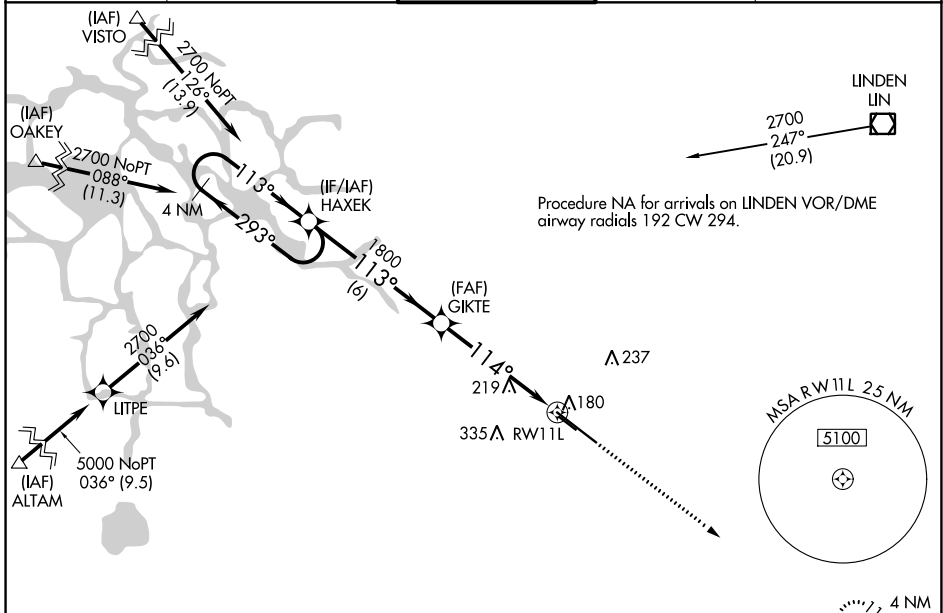 (IAF)
VISTO
2700 NoPT
126°
(13.9)
(IAF)
OAKEY
2700 NoPT
088°
(11.3)
4 NM
113°
293°
(IF/IAF)
HAXEK
LINDEN
LIN
2700
247°
(20.9)
Procedure NA for arrivals on LINDEN VOR/DME
airway radials 192 CW 294.
1800
113°
(6)
(FAF)
GIKTE
114°
237
219
180
335
RW11L
2700
036°
(9.6)
LITPE
5000 NoPT
036° (9.5)
(IAF)
ALTAM
MSA RW11L 25 NM
5100
4 NM